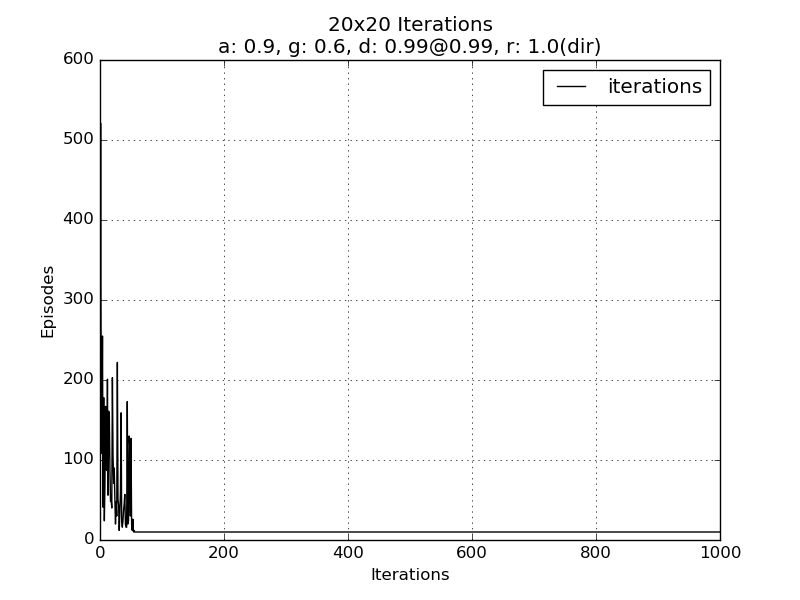 20x20 Iterations
a: 0.9, g: 0.6, d: 0.99@0.99, r: 1.0(dir)
iterations
600
500
400
300
200
100
0
Episodes
0 200 400 600 800 1000
Iterations